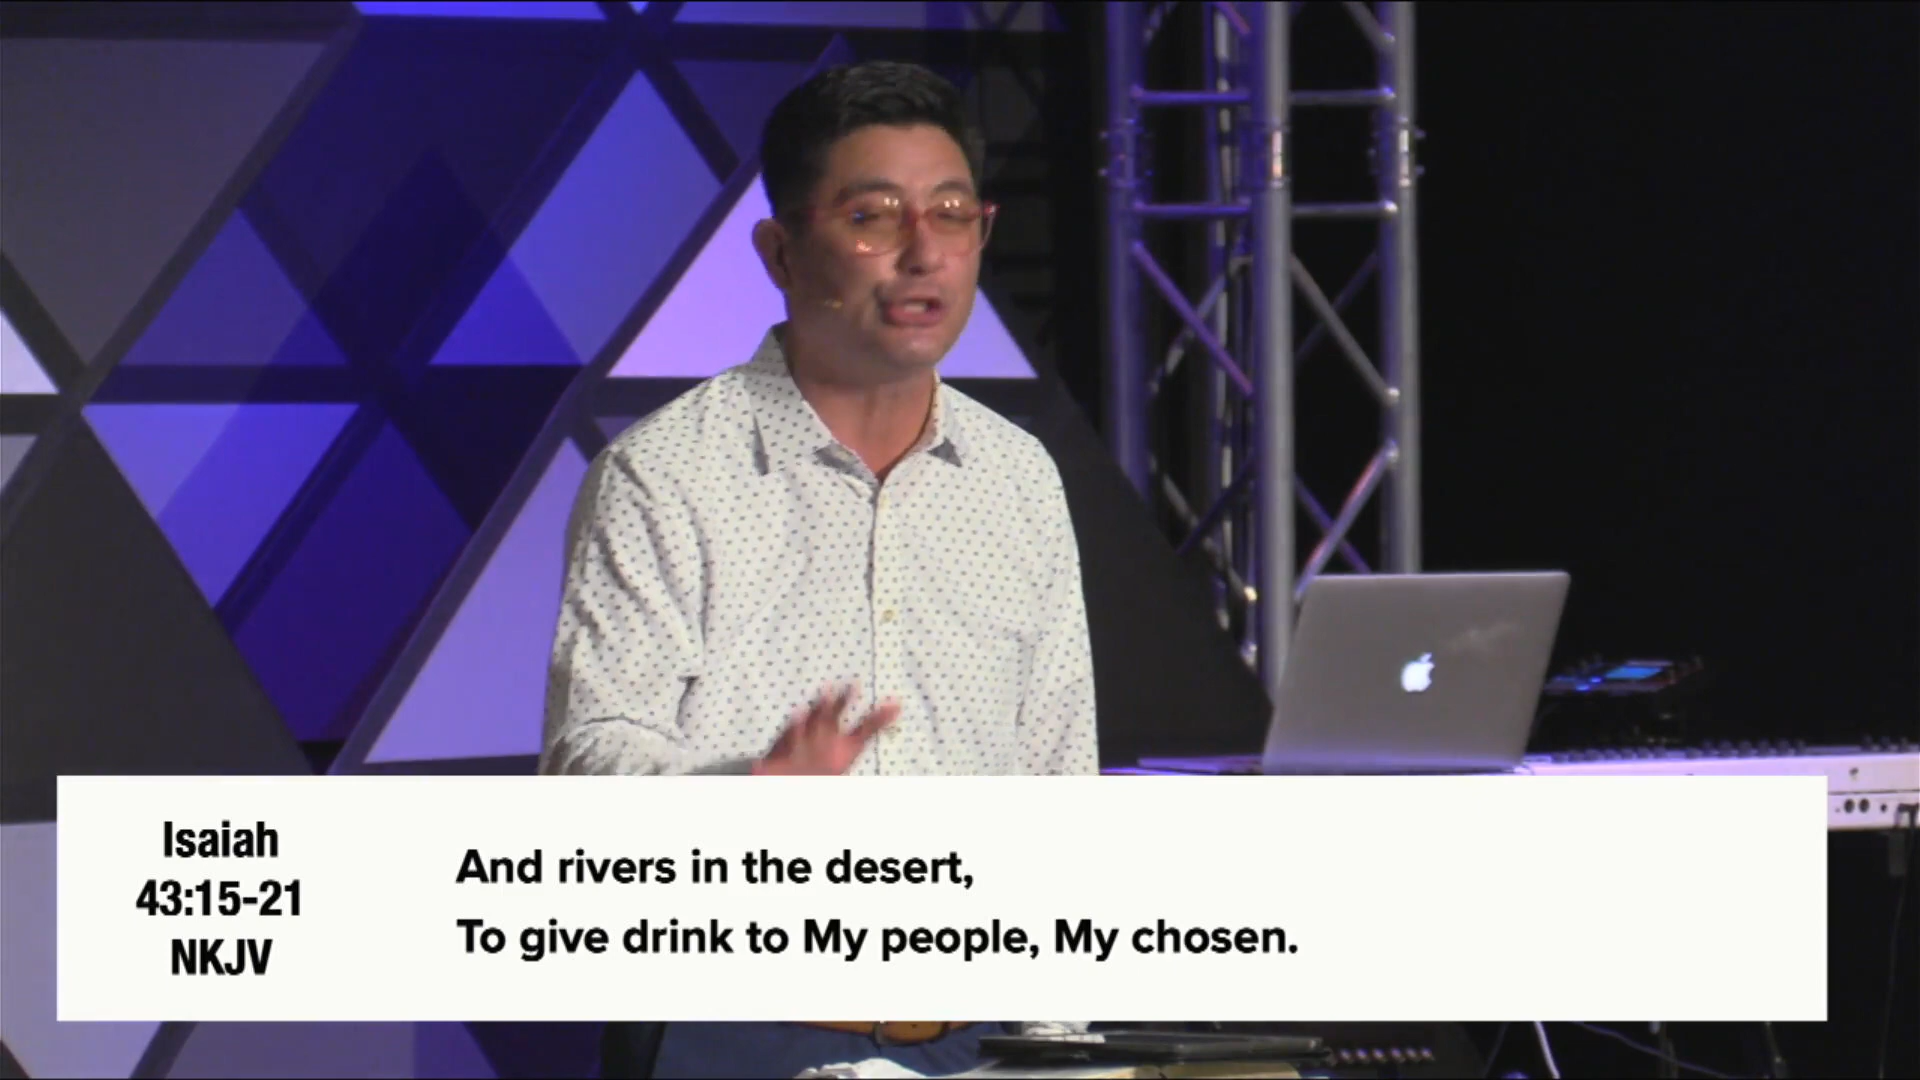 Isaiah
43:15-21
NKJV
And rivers in the desert,
To give drink to My people, My chosen.